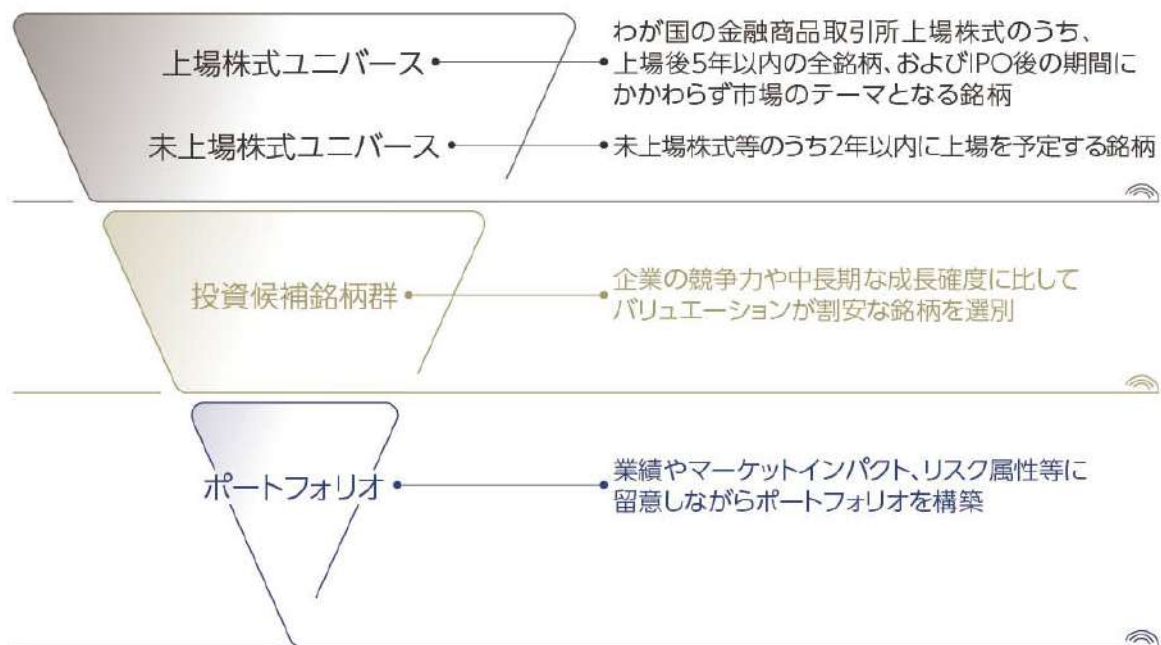 上場株式ユニバース
わが国の金融商品取引所上場株式のうち、
上場後5年以内の全銘柄、およびIPO後の期間に
かかわらず市場のテーマとなる銘柄
未上場株式ユニバース
未上場株式等のうち2年以内に上場を予定する銘柄
投資候補銘柄群
企業の競争力や中長期な成長確度に比して
バリュエーションが割安な銘柄を選別
ポートフォリオ
業績やマーケットインパクト、リスク属性等に
留意しながらポートフォリオを構築